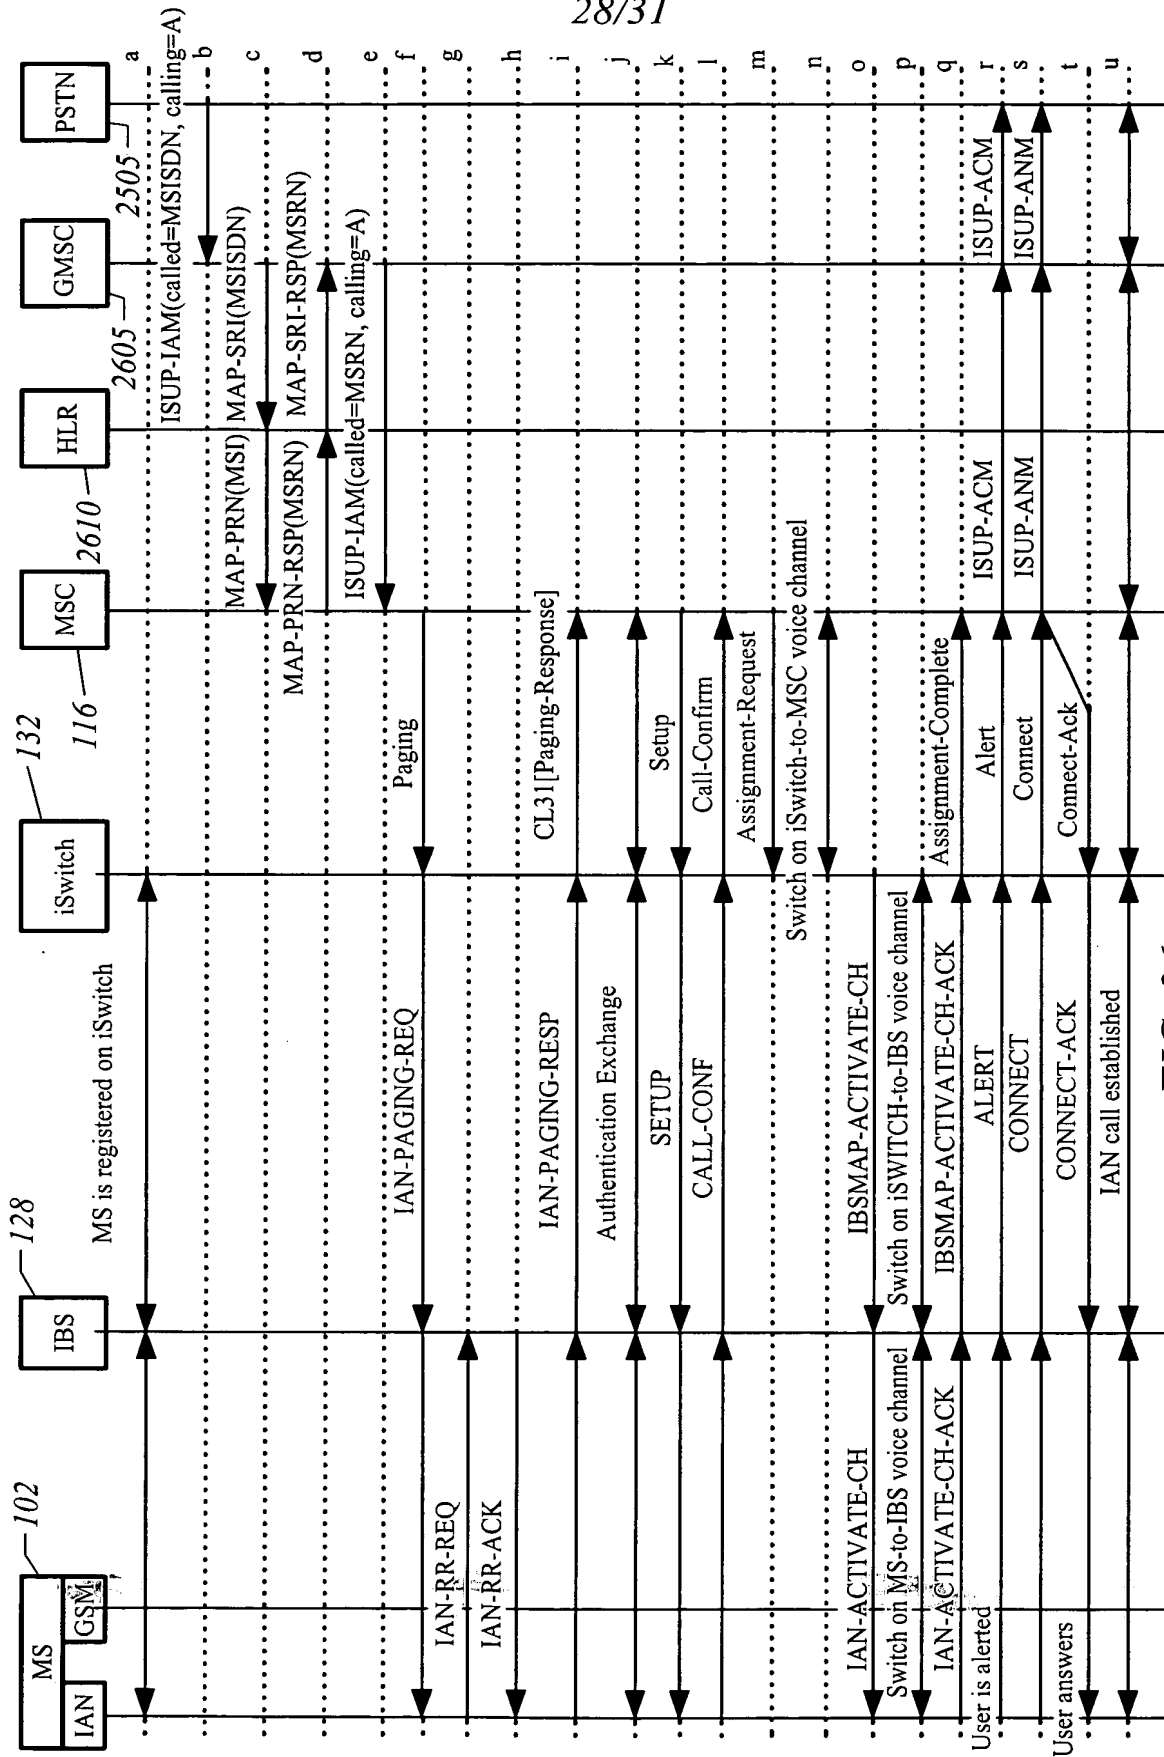 28/31
MS
IAN
GSM
102
IBS
128
iSwitch
132
MSC
116
HLR
2610
GMSC
2605
PSTN
2505
a
MS is registered on iSwitch
b
ISUP-IAM(called=MSISDN, calling=A)
c
MAP-PRN(MSI)
MAP-SRI(MSISDN)
d
MAP-PRN-RSP(MSRN)
MAP-SRI-RSP(MSRN)
e
ISUP-IAM(called=MSRN, calling=A)
f
IAN-PAGING-REQ
Paging
g
IAN-RR-REQ
h
IAN-RR-ACK
i
IAN-PAGING-RESP
CL31[Paging-Response]
j
Authentication Exchange
k
SETUP
Setup
l
CALL-CONF
Call-Confirm
m
Assignment-Request
n
Switch on iSwitch-to-MSC voice channel
o
IAN-ACTIVATE-CH
IBSMAP-ACTIVATE-CH
p
Switch on MS-to-IBS voice channel
Switch on iSWITCH-to-IBS voice channel
q
IAN-ACTIVATE-CH-ACK
IBSMAP-ACTIVATE-CH-ACK
Assignment-Complete
r
User is alerted
ALERT
Alert
ISUP-ACM
ISUP-ACM
s
CONNECT
Connect
ISUP-ANM
ISUP-ANM
t
User answers
CONNECT-ACK
Connect-Ack
u
IAN call established